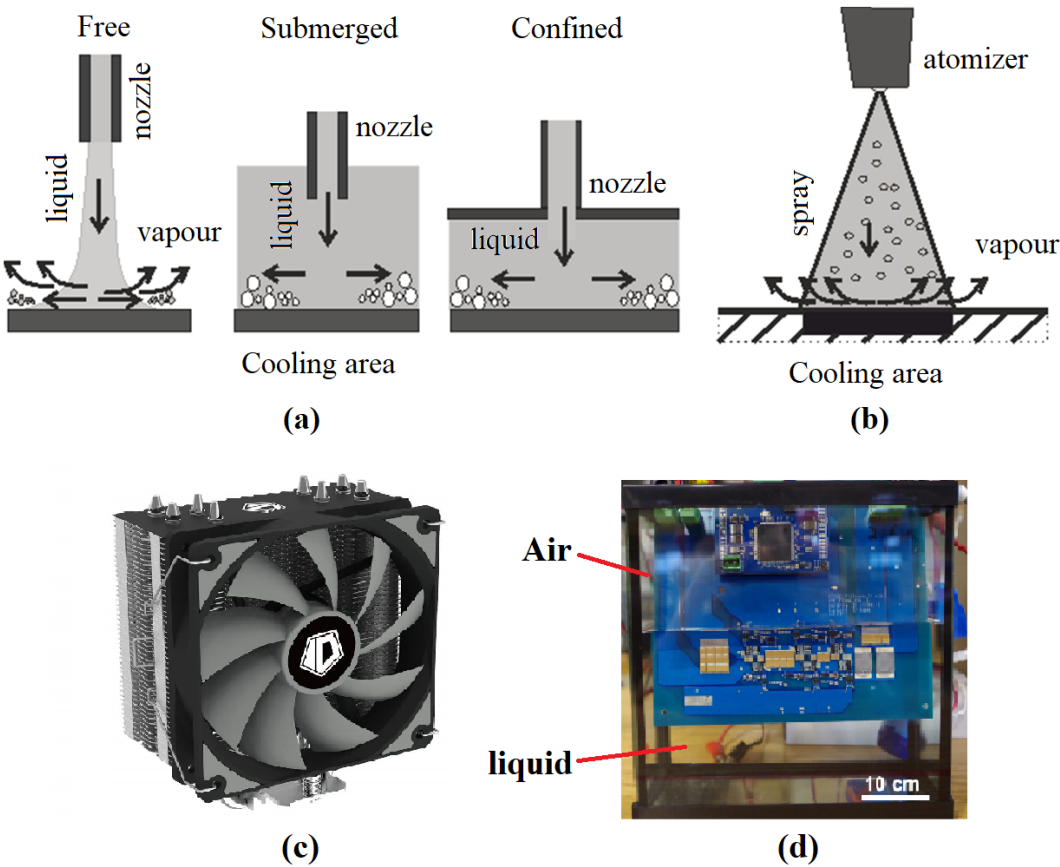 Free
Submerged
Confined
nozzle
liquid
vapour
nozzle
liquid
nozzle
liquid
Cooling area
(a)
atomizer
spray
vapour
Cooling area
(b)
(c)
Air
liquid
10 cm
(d)